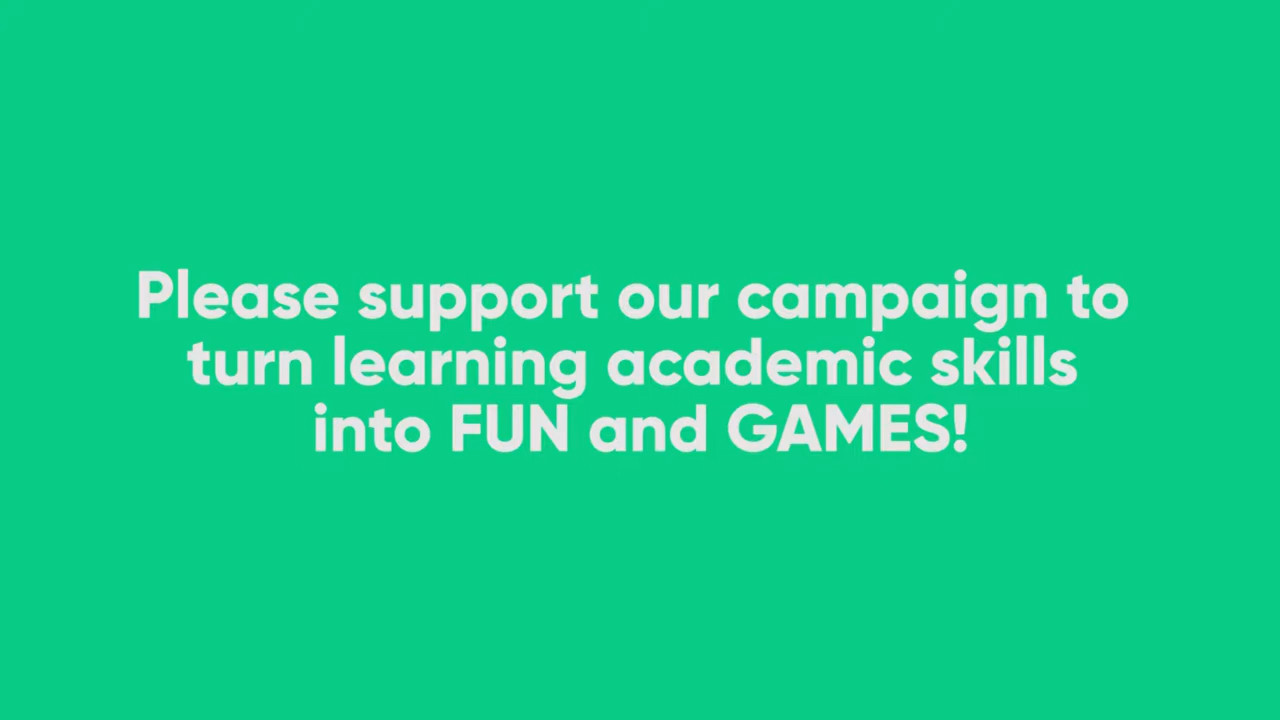 Please support our campaign to
turn learning academic skills
into FUN and GAMES!